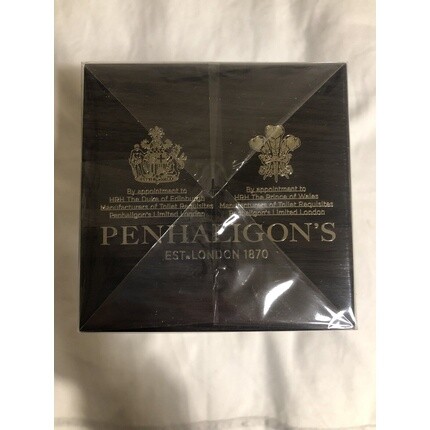 By appointment to
HRH The Duke of Edinburgh
Manufacturers of Toilet Requisites
Penhaligon's Limited London
By appointment to
HRH The Prince of Wales
Manufacturers of Toilet Requisites
Penhaligon's Limited London
PENHALIGON'S
EST. LONDON 1870